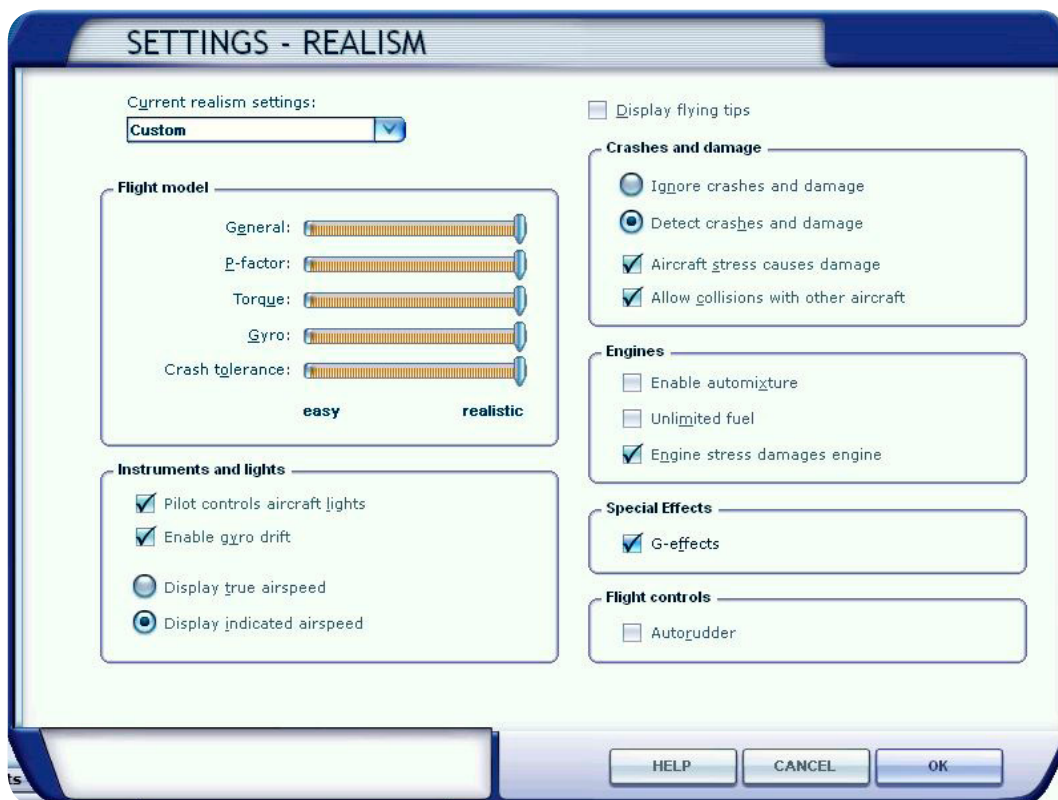 SETTINGS - REALISM
Current realism settings:
Custom
Flight model
General:
P-factor:
Torque:
Gyro:
Crash tolerance:
easy realistic
Instruments and lights
Pilot controls aircraft lights
Enable gyro drift
Display true airspeed
Display indicated airspeed
Display flying tips
Crashes and damage
Ignore crashes and damage
Detect crashes and damage
Aircraft stress causes damage
Allow collisions with other aircraft
Engines
Enable automixture
Unlimited fuel
Engine stress damages engine
Special Effects
G-effects
Flight controls
Autorudder
ts
HELP CANCEL OK